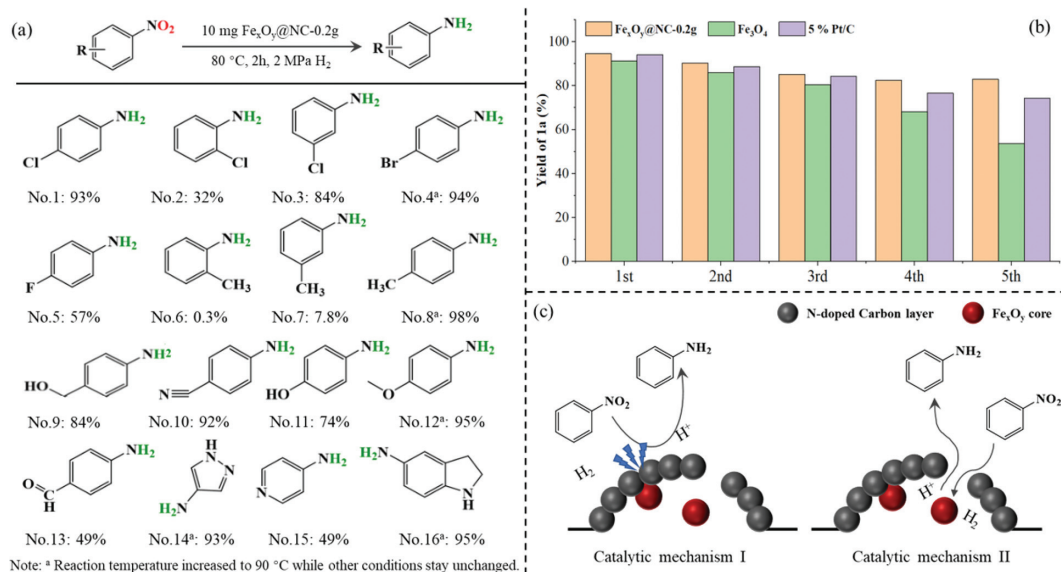 (a)
R
NO2
10 mg FexOy@NC-0.2g
80 °C, 2h, 2 MPa H2
R
NH2
NH2
Cl
No.1: 93%
NH2
Cl
No.2: 32%
NH2
Cl
No.3: 84%
NH2
Br
No.4ᵃ: 94%
NH2
F
No.5: 57%
NH2
CH3
No.6: 0.3%
NH2
CH3
No.7: 7.8%
NH2
H3C
No.8ᵃ: 98%
NH2
HO
No.9: 84%
NH2
N
No.10: 92%
NH2
HO
No.11: 74%
NH2
O
No.12ᵃ: 95%
NH2
O
No.13: 49%
H
N
N
H2N
No.14ᵃ: 93%
NH2
N
No.15: 49%
H2N
N
H
No.16ᵃ: 95%
Note: ᵃ Reaction temperature increased to 90 °C while other conditions stay unchanged.
(b)
FexOy@NC-0.2g
Fe3O4
5 % Pt/C
Yield of 1a (%)
100
80
60
40
20
0
1st
2nd
3rd
4th
5th
(c)
N-doped Carbon layer
FexOy core
NH2
NO2
H+
H2
Catalytic mechanism I
NH2
NO2
H+
H2
Catalytic mechanism II